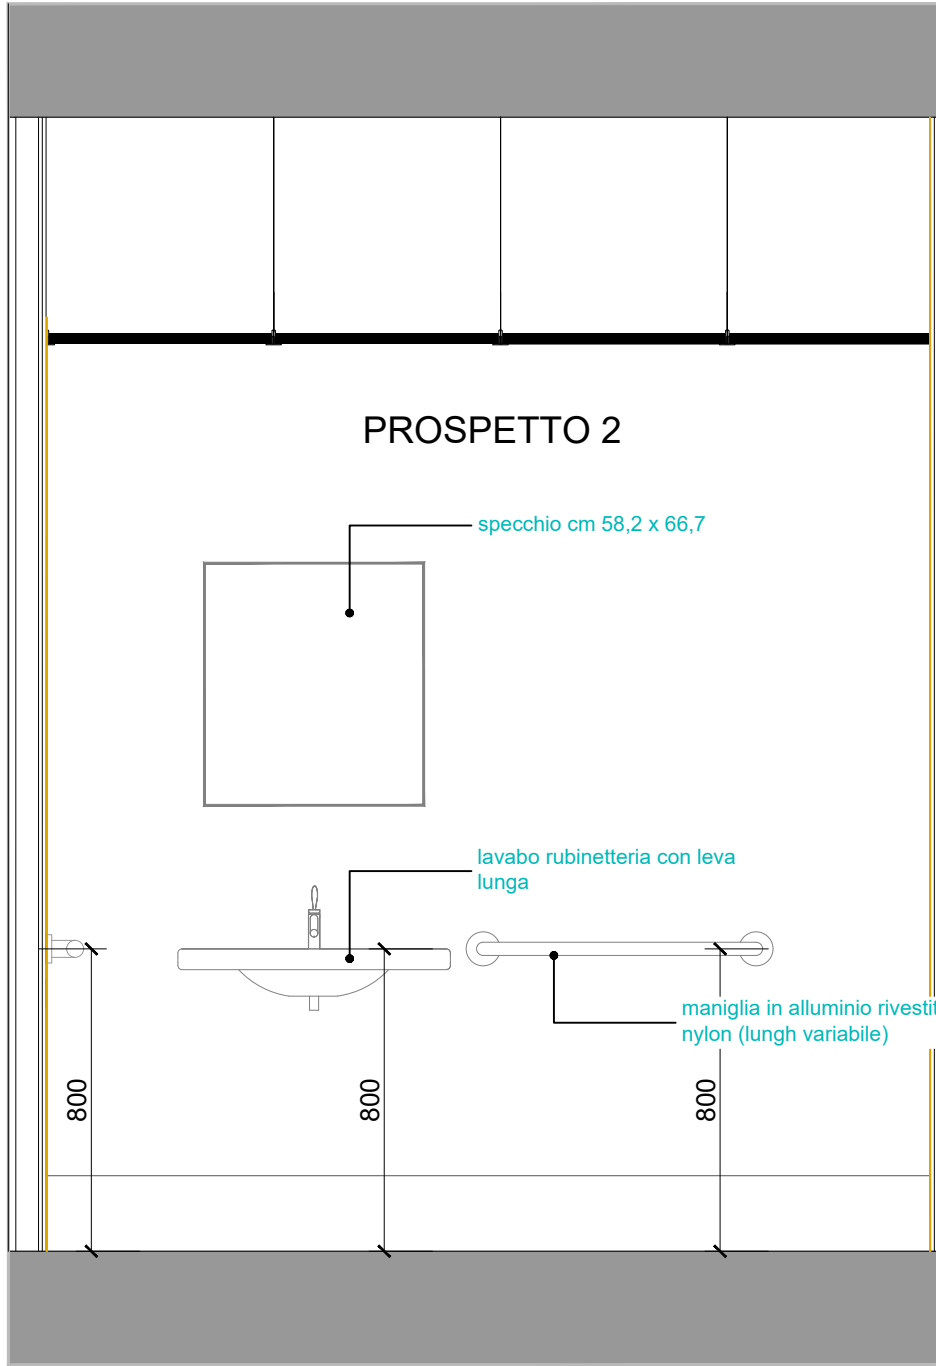 PROSPETTO 2
specchio cm 58,2 x 66,7
lavabo rubinetteria con leva
lunga
maniglia in alluminio
nylon (lungh variabile)
800
800
800